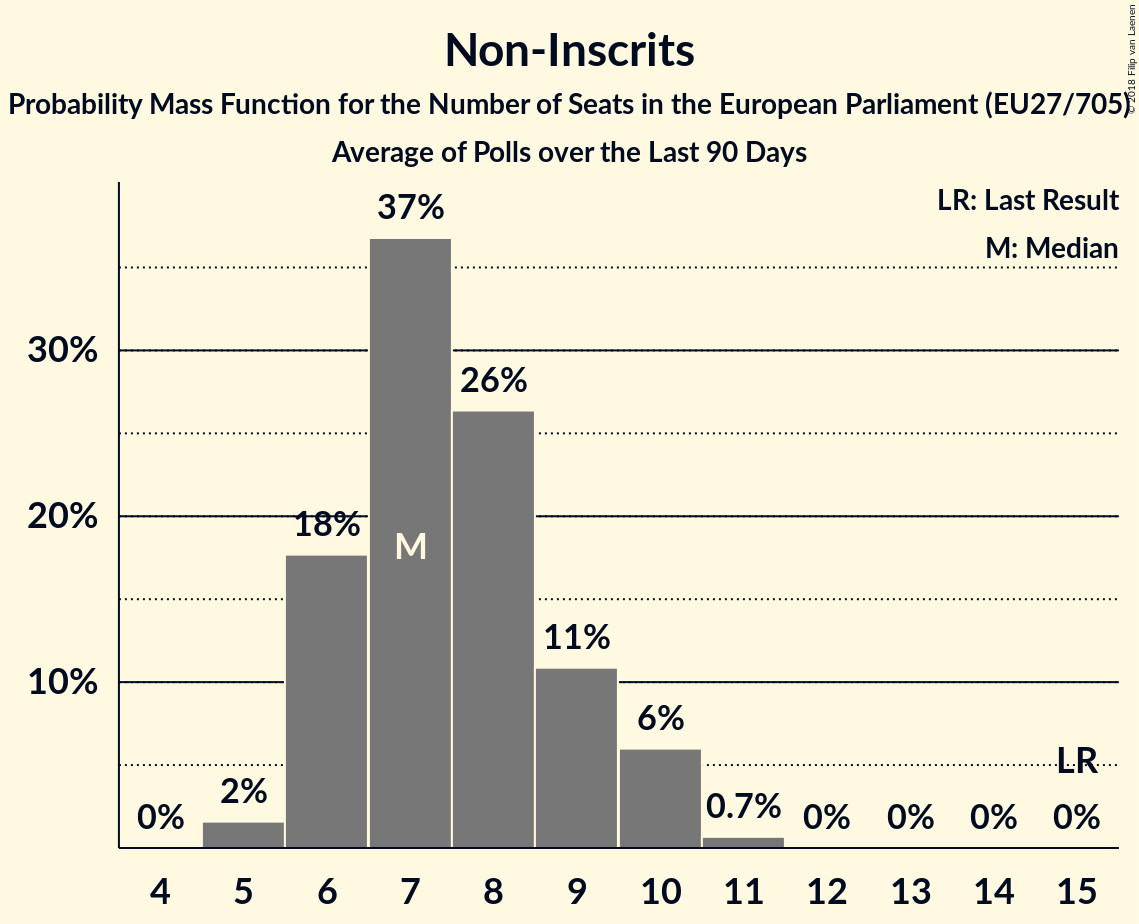 Non-Inscrits
Probability Mass Function for the Number of Seats in the European Parliament (EU27/705)
Average of Polls over the Last 90 Days
© 2018 Filip van Laenen
LR: Last Result
M: Median
37%
30%
26%
20%
18%
M
11%
10%
6%
LR
2%
0.7%
0%
0%
0%
0%
0%
4 5 6 7 8 9 10 11 12 13 14 15